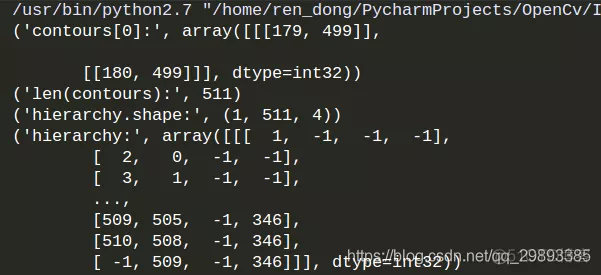 /usr/bin/python2.7 "/home/ren_dong/PycharmProjects/OpenCv/I
('contours[0]:', array([[[179, 499]],
[[180, 499]]], dtype=int32))
('len(contours):', 511)
('hierarchy.shape:', (1, 511, 4))
('hierarchy:', array([[[  1,  -1,  -1,  -1],
[  2,   0,  -1,  -1],
[  3,   1,  -1,  -1],
...,
[509, 505,  -1, 346],
[510, 508,  -1, 346],
[ -1, 509,  -1, 346]]], dtype=int32))
https://blog.csdn.net/qq_29893385